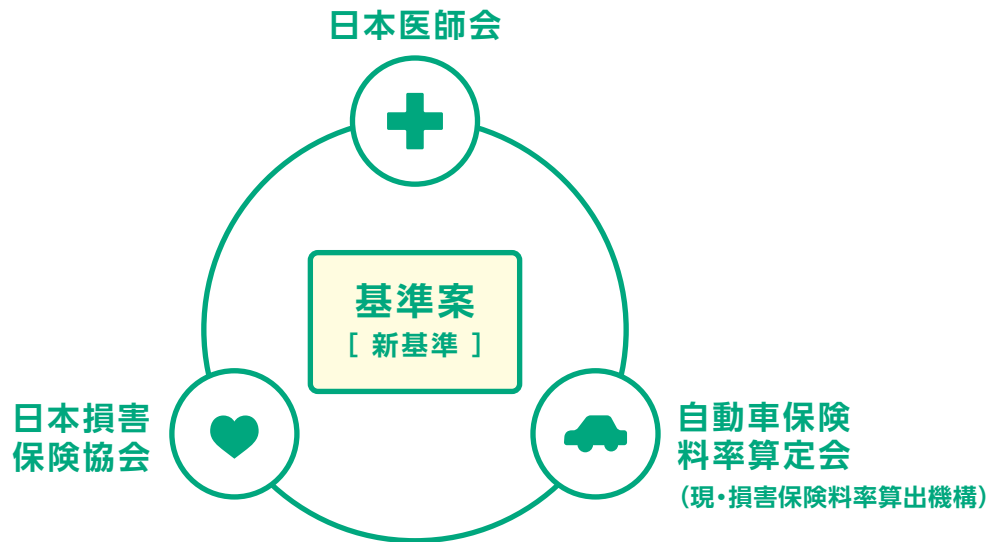 日本医師会
基準案
［ 新基準 ］
日本損害
保険協会
自動車保険
料率算定会
（現・損害保険料率算出機構）